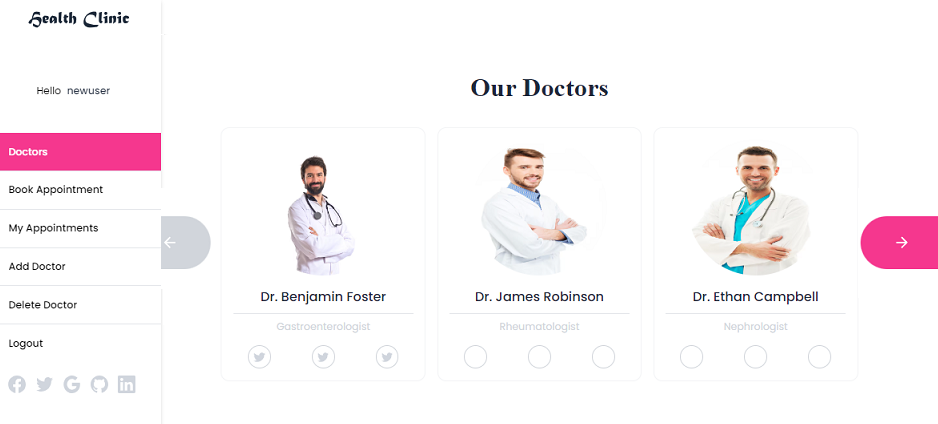 Health Clinic
Hello newuser
Doctors
Book Appointment
My Appointments
Add Doctor
Delete Doctor
Logout
Our Doctors
Dr. Benjamin Foster
Gastroenterologist
Dr. James Robinson
Rheumatologist
Dr. Ethan Campbell
Nephrologist